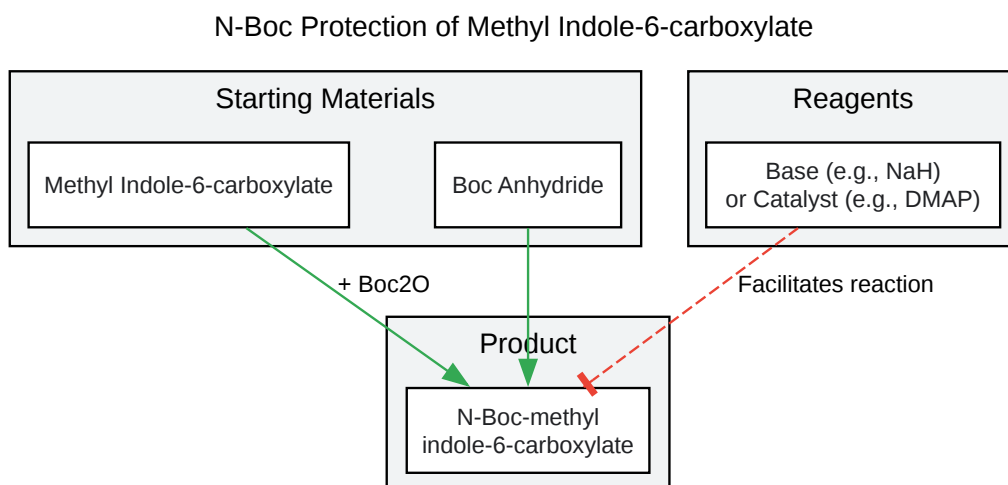 N-Boc Protection of Methyl Indole-6-carboxylate
Starting Materials
Reagents
Methyl Indole-6-carboxylate
Boc Anhydride
Base (e.g., NaH)
or Catalyst (e.g., DMAP)
+ Boc2O
Facilitates reaction
Product
N-Boc-methyl
indole-6-carboxylate